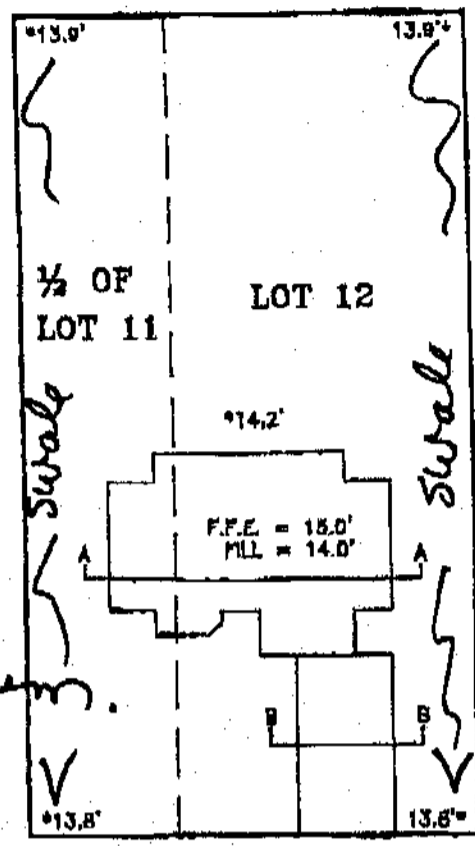 *13.9' 13.9'*
½ OF
LOT 11
LOT 12
*14.2'
Swale
Swale
F.F.E. = 15.0'
MLL = 14.0'
A A
B B
*13.8' 13.8'*